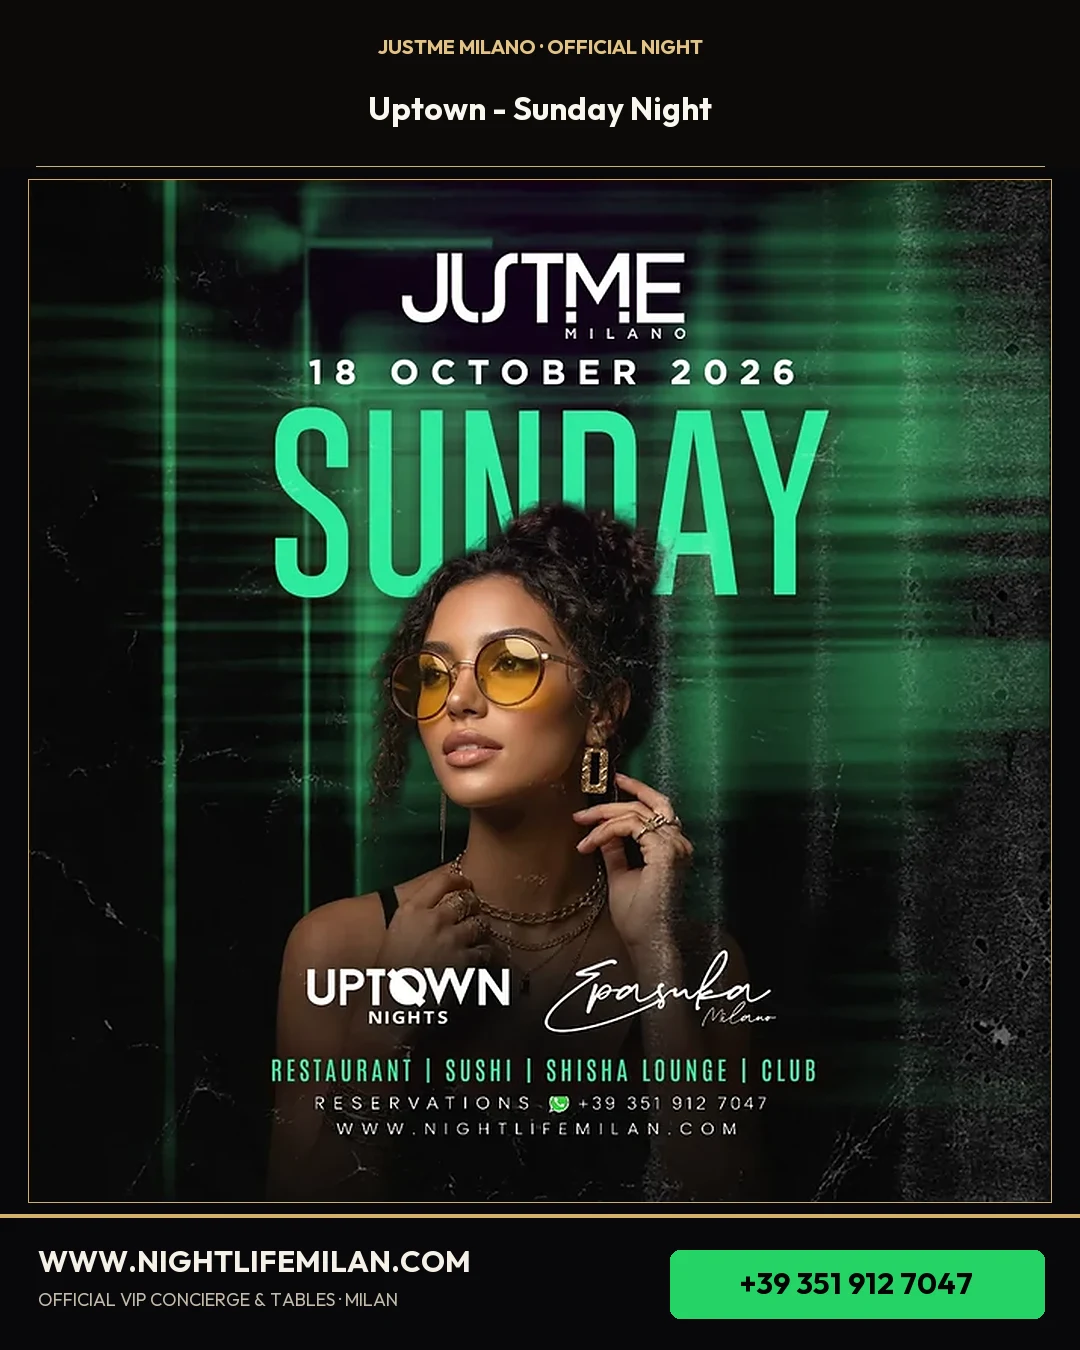 JUSTME MILANO · OFFICIAL NIGHT
Uptown - Sunday Night
JUSTME
MILANO
18 OCTOBER 2026
SUNDAY
UPTOWN
NIGHTS
Epasuka
Milano
RESTAURANT | SUSHI | SHISHA LOUNGE | CLUB
RESERVATIONS +39 351 912 7047
WWW.NIGHTLIFEMILAN.COM
WWW.NIGHTLIFEMILAN.COM
+39 351 912 7047
OFFICIAL VIP CONCIERGE & TABLES · MILAN